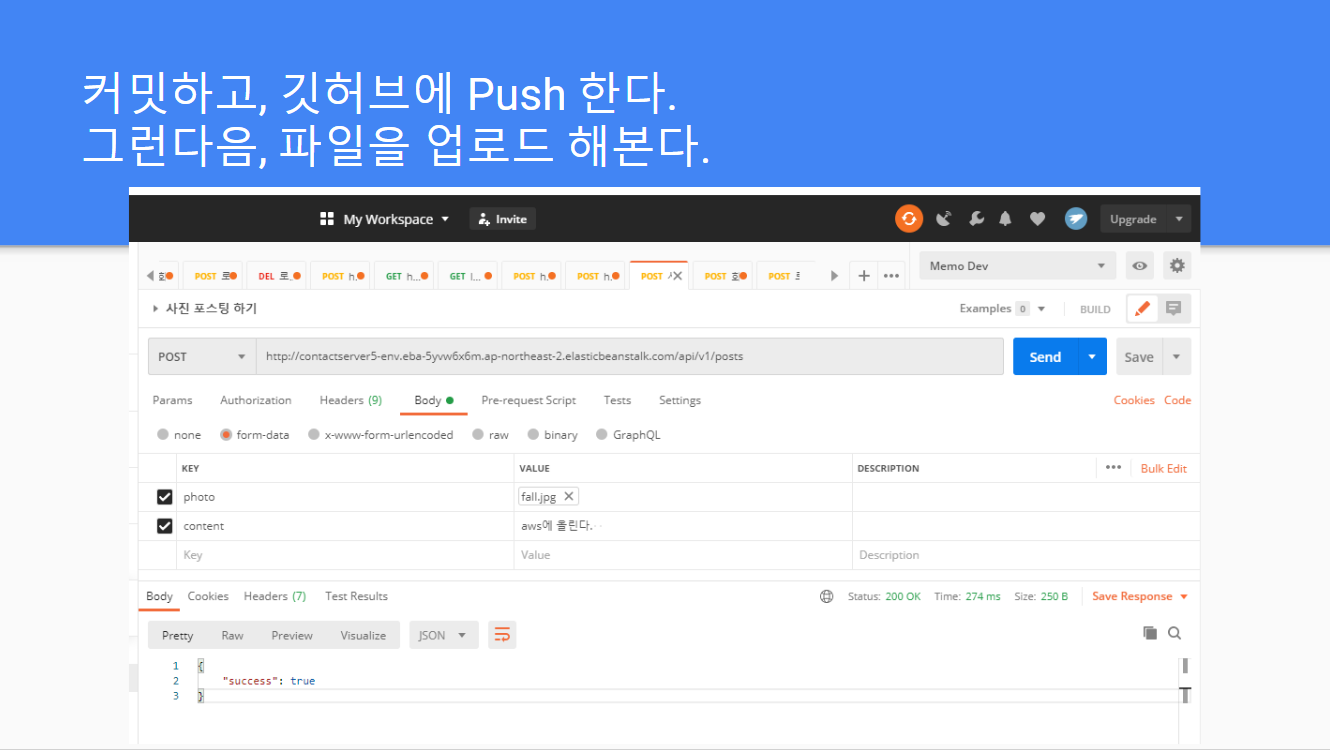 커밋하고, 깃허브에 Push 한다.
그런다음, 파일을 업로드 해본다.
My Workspace
Invite
Upgrade
POST 로
DEL 로..
POST h..
GET h...
GET l...
POST h.
POST h.
POST
POST 회
POST
Memo Dev
사진 포스팅 하기
Examples 0
BUILD
POST
http://contactserver5-env.eba-5yvw6x6m.ap-northeast-2.elasticbeanstalk.com/api/v1/posts
Send
Save
Params Authorization Headers (9) Body Pre-request Script Tests Settings
Cookies Code
none form-data x-www-form-urlencoded raw binary GraphQL
KEY VALUE DESCRIPTION
Bulk Edit
photo fall.jpg
content aws에 올린다.
Key Value Description
Body Cookies Headers (7) Test Results
Status: 200 OK Time: 274 ms Size: 250 B Save Response
Pretty Raw Preview Visualize JSON
1 {
2 "success": true
3 }